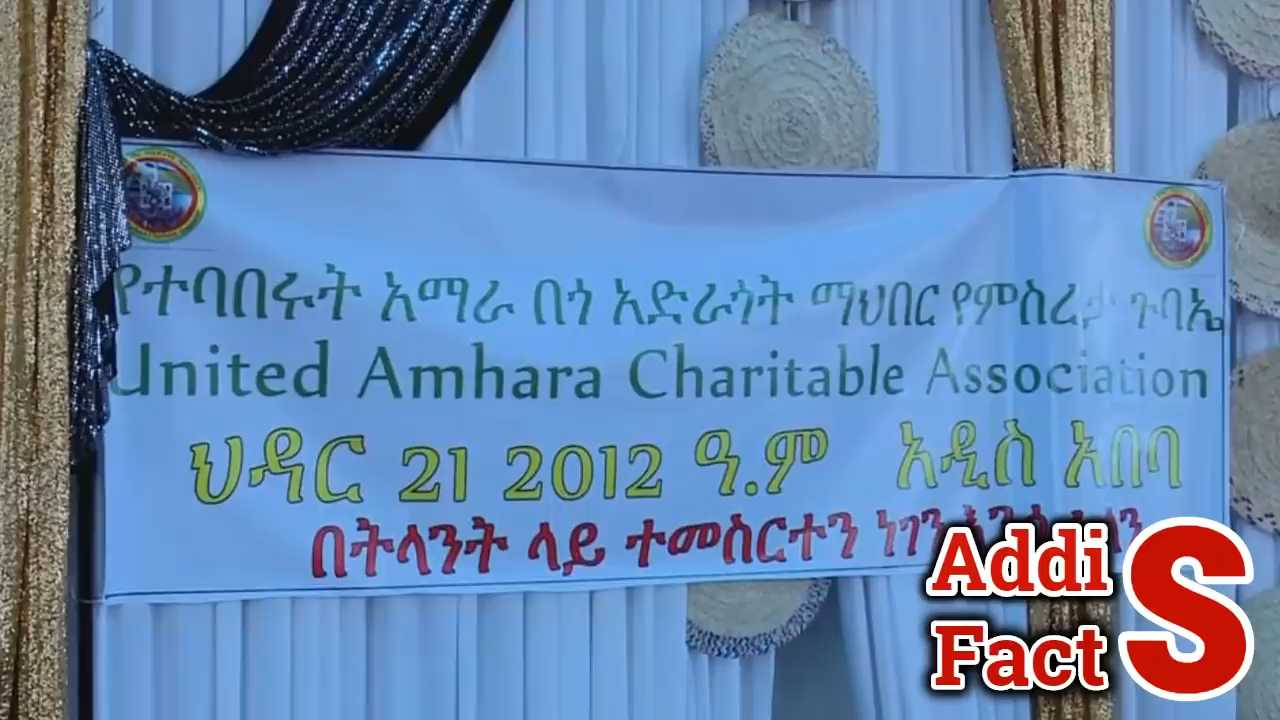 የተባበሩት አማራ በጎ አድራጎት ማህበር የምስረታ ጉባኤ
United Amhara Charitable Association
ህዳር 21 2012 ዓ.ም አዲስ አበባ
በትላንት ላይ ተመስርተን ነገን
Addi
Fact S